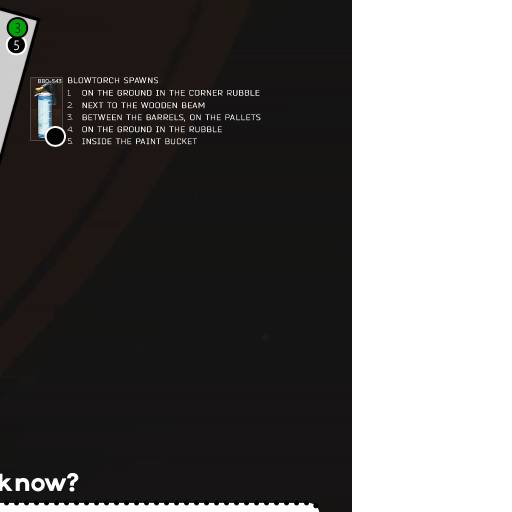 3
5
BBQ-543
BLOWTORCH SPAWNS
1. ON THE GROUND IN THE CORNER RUBBLE
2. NEXT TO THE WOODEN BEAM
3. BETWEEN THE BARRELS, ON THE PALLETS
4. ON THE GROUND IN THE RUBBLE
5. INSIDE THE PAINT BUCKET
know?